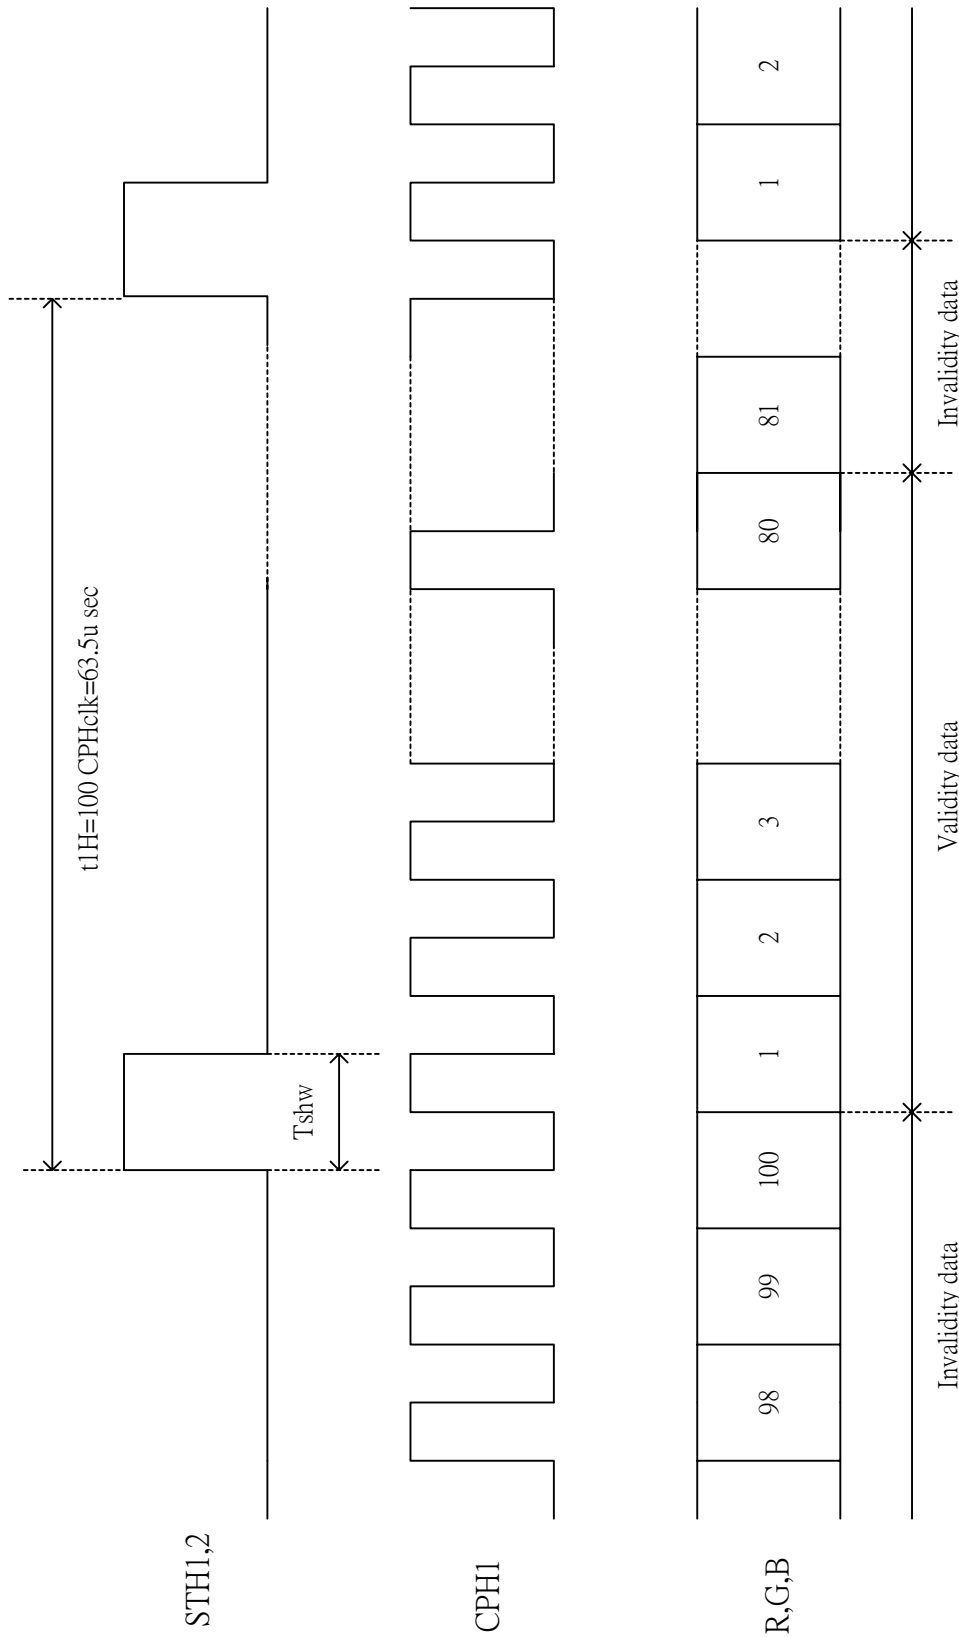 STH1,2
t1H=100 CPHclk=63.5u sec
Tshw
CPH1
R,G,B
98
99
100
1
2
3
80
81
1
2
Invalidity data
Validity data
Invalidity data